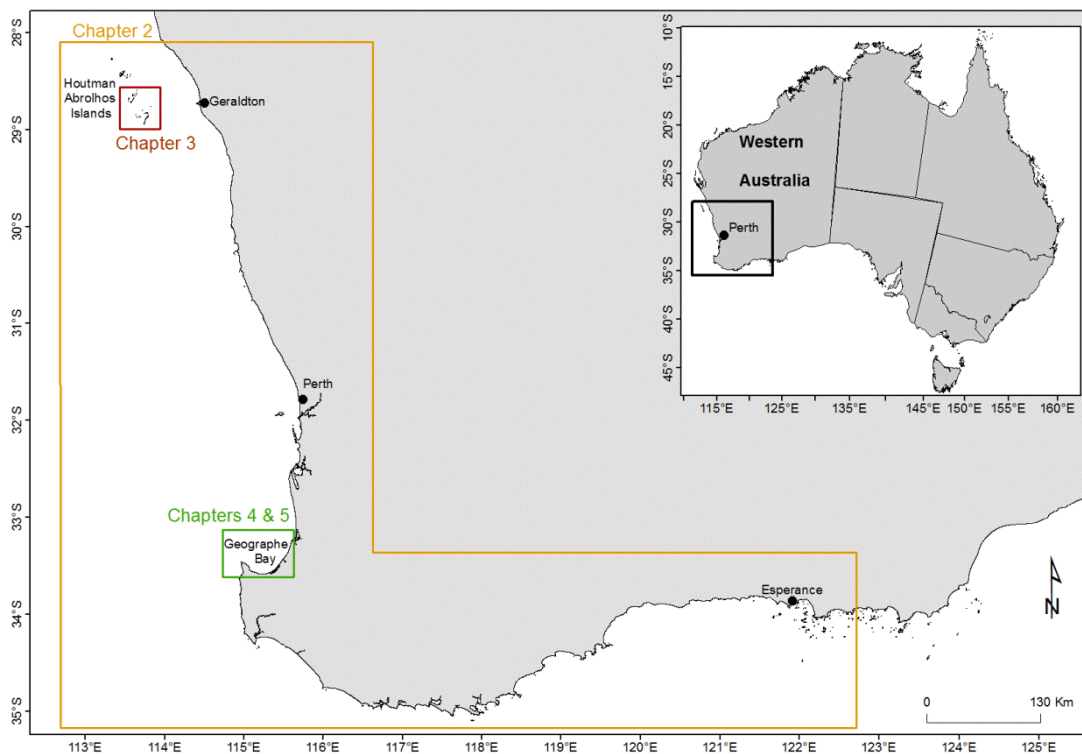 Chapter 2
Houtman
Abrolhos
Islands
Geraldton
Chapter 3
Perth
Chapters 4 & 5
Geographe
Bay
Esperance
N
0 130 Km
28°S
29°S
30°S
31°S
32°S
33°S
34°S
35°S
113°E 114°E 115°E 116°E 117°E 118°E 119°E 120°E 121°E 122°E 123°E 124°E 125°E
Western
Australia
Perth
10°S
15°S
20°S
25°S
30°S
35°S
40°S
45°S
115°E 125°E 135°E 145°E 150°E 160°E